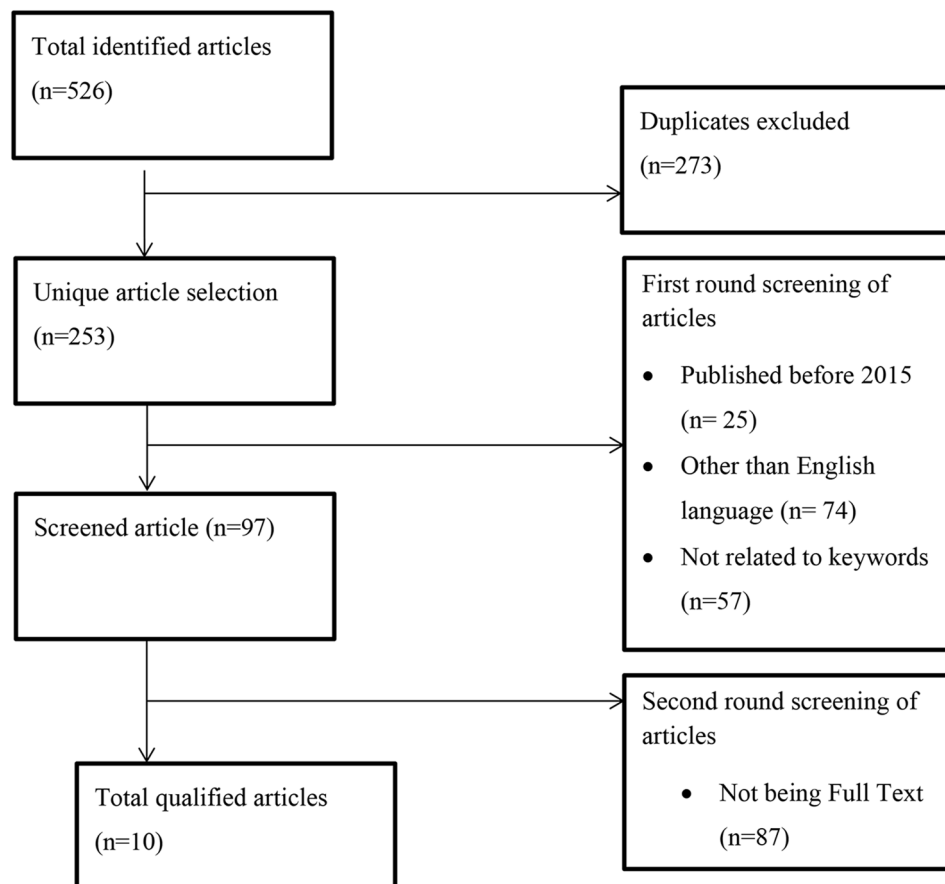 Total identified articles
(n=526)
Duplicates excluded
(n=273)
Unique article selection
(n=253)
First round screening of
articles
• Published before 2015
(n= 25)
• Other than English
language (n= 74)
• Not related to keywords
(n=57)
Screened article (n=97)
Second round screening of
articles
• Not being Full Text
(n=87)
Total qualified articles
(n=10)